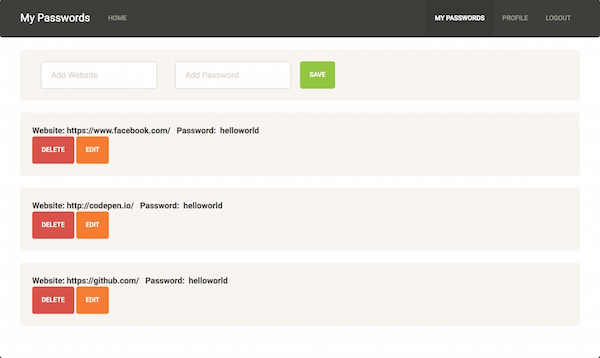 My Passwords HOME MY PASSWORDS PROFILE LOGOUT
Add Website Add Password SAVE
Website: https://www.facebook.com/ Password: helloworld
DELETE EDIT
Website: http://codepen.io/ Password: helloworld
DELETE EDIT
Website: https://github.com/ Password: helloworld
DELETE EDIT